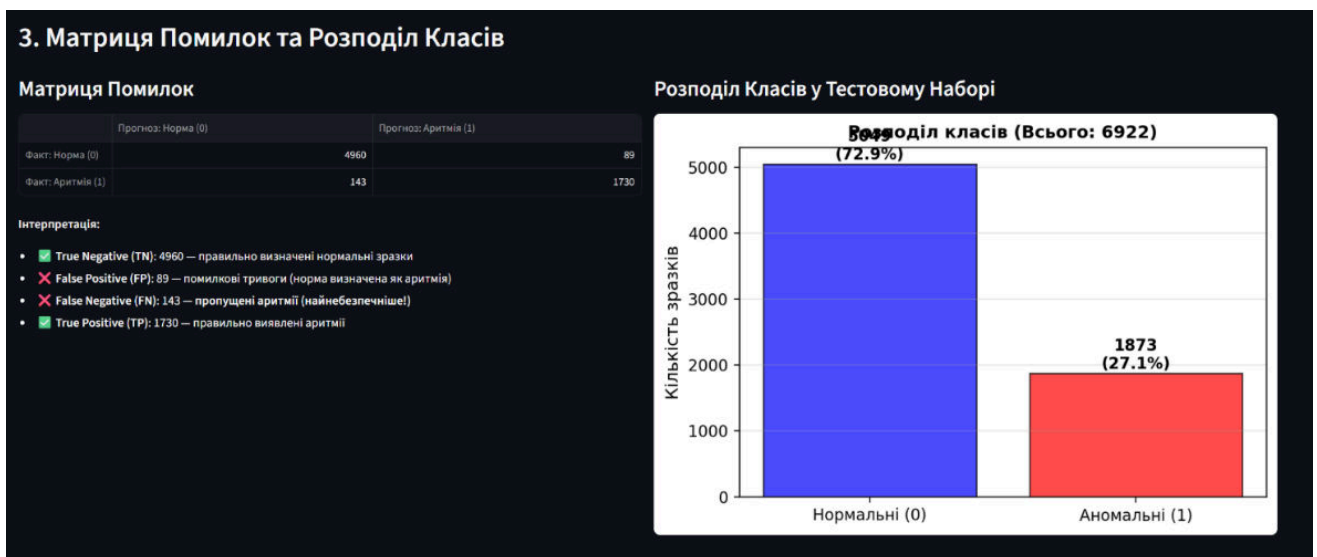 3. Матриця Помилок та Розподіл Класів
Матриця Помилок
Прогноз: Норма (0) Прогноз: Аритмія (1)
Факт: Норма (0) 4960 89
Факт: Аритмія (1) 143 1730
Інтерпретація:
• ✅ True Negative (TN): 4960 — правильно визначені нормальні зразки
• ❌ False Positive (FP): 89 — помилкові тривоги (норма визначена як аритмія)
• ❌ False Negative (FN): 143 — пропущені аритмії (найнебезпечніше!)
• ✅ True Positive (TP): 1730 — правильно виявлені аритмії
Розподіл Класів у Тестовому Наборі
Розподіл класів (Всього: 6922)
5049
(72.9%)
1873
(27.1%)
Кількість зразків
5000
4000
3000
2000
1000
0
Нормальні (0) Аномальні (1)